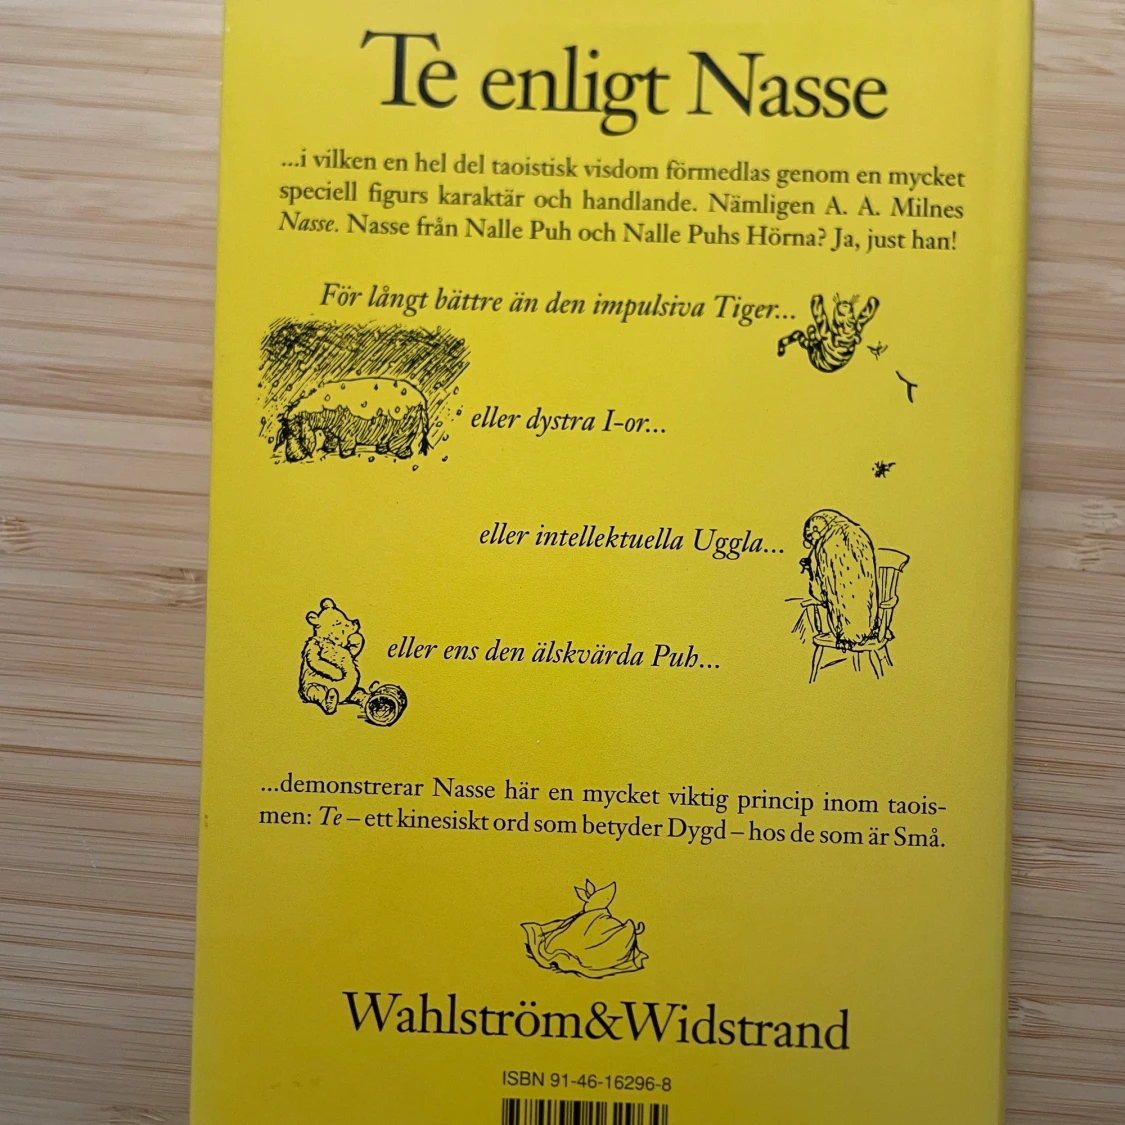 Te enligt Nasse
...i vilken en hel del taoistisk visdom förmedlas genom en mycket
speciell figurs karaktär och handlande. Nämligen A. A. Milnes
Nasse. Nasse från Nalle Puh och Nalle Puhs Hörna? Ja, just han!
För långt bättre än den impulsiva Tiger...
eller dystra I-or...
eller intellektuella Uggla...
eller ens den älskvärda Puh...
...demonstrerar Nasse här en mycket viktig princip inom taois-
men: Te – ett kinesiskt ord som betyder Dygd – hos de som är Små.
Wahlström&Widstrand
ISBN 91-46-16296-8